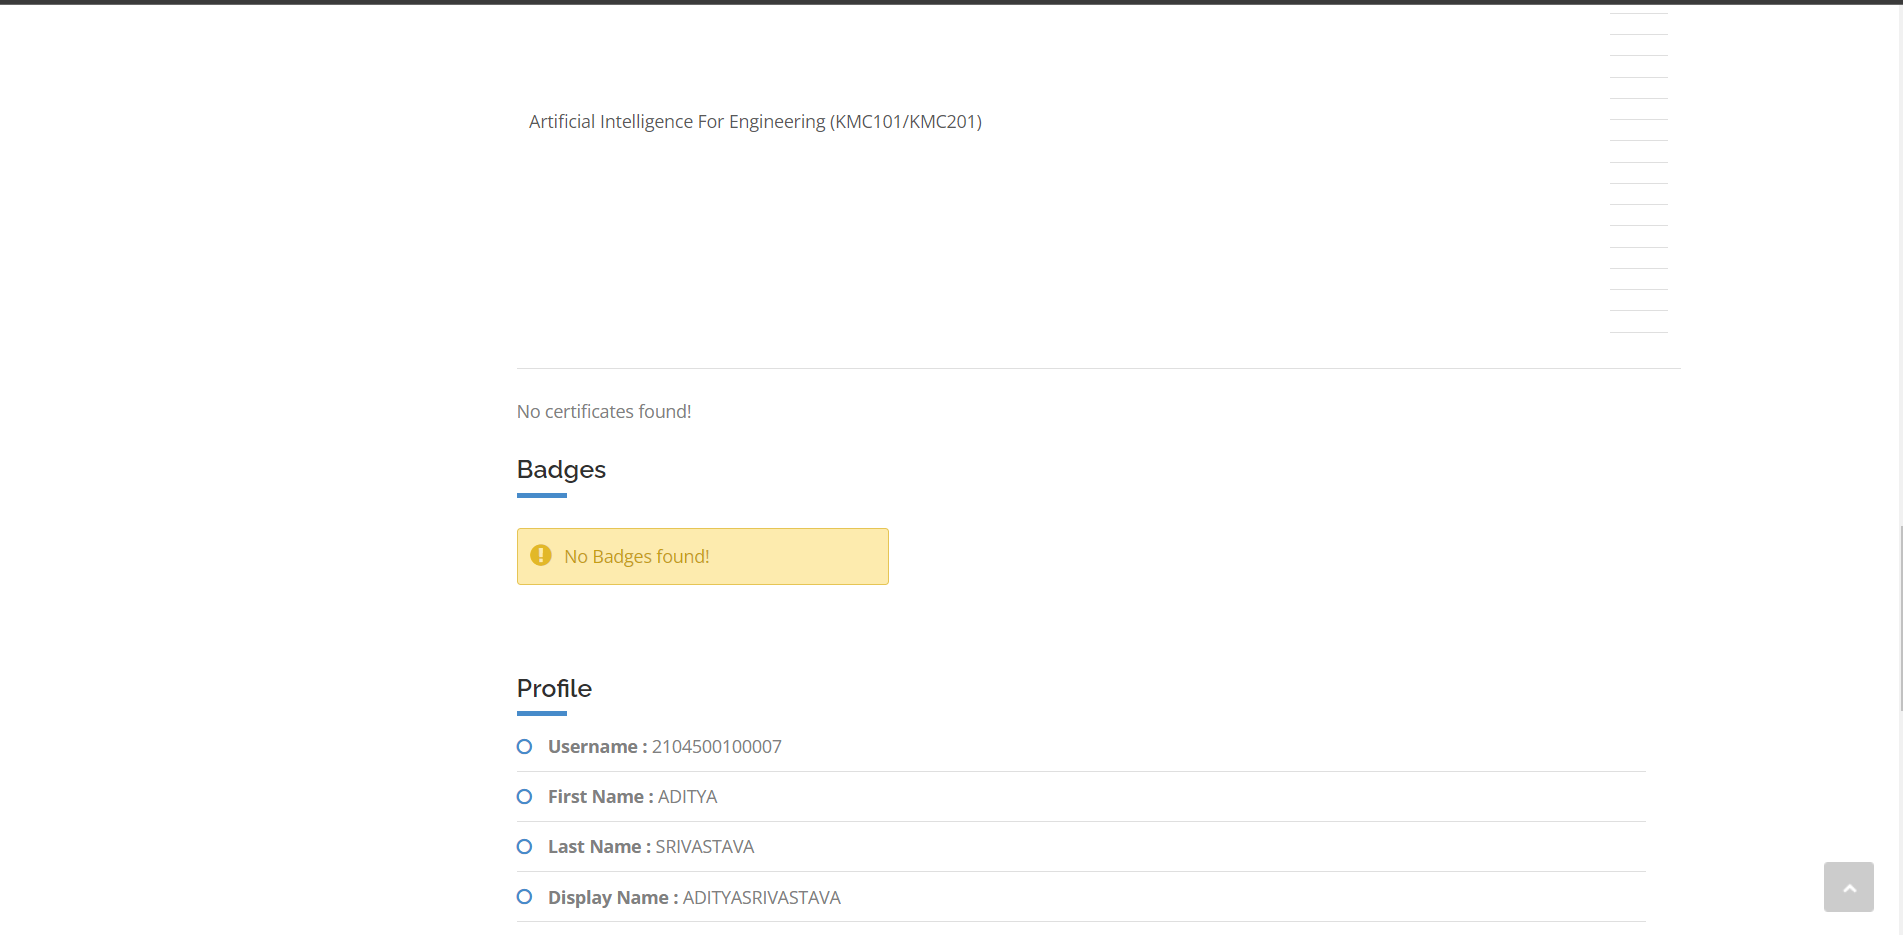 Artificial Intelligence For Engineering (KMC101/KMC201)
No certificates found!
Badges
No Badges found!
Profile
Username : 2104500100007
First Name : ADITYA
Last Name : SRIVASTAVA
Display Name : ADITYASRIVASTAVA